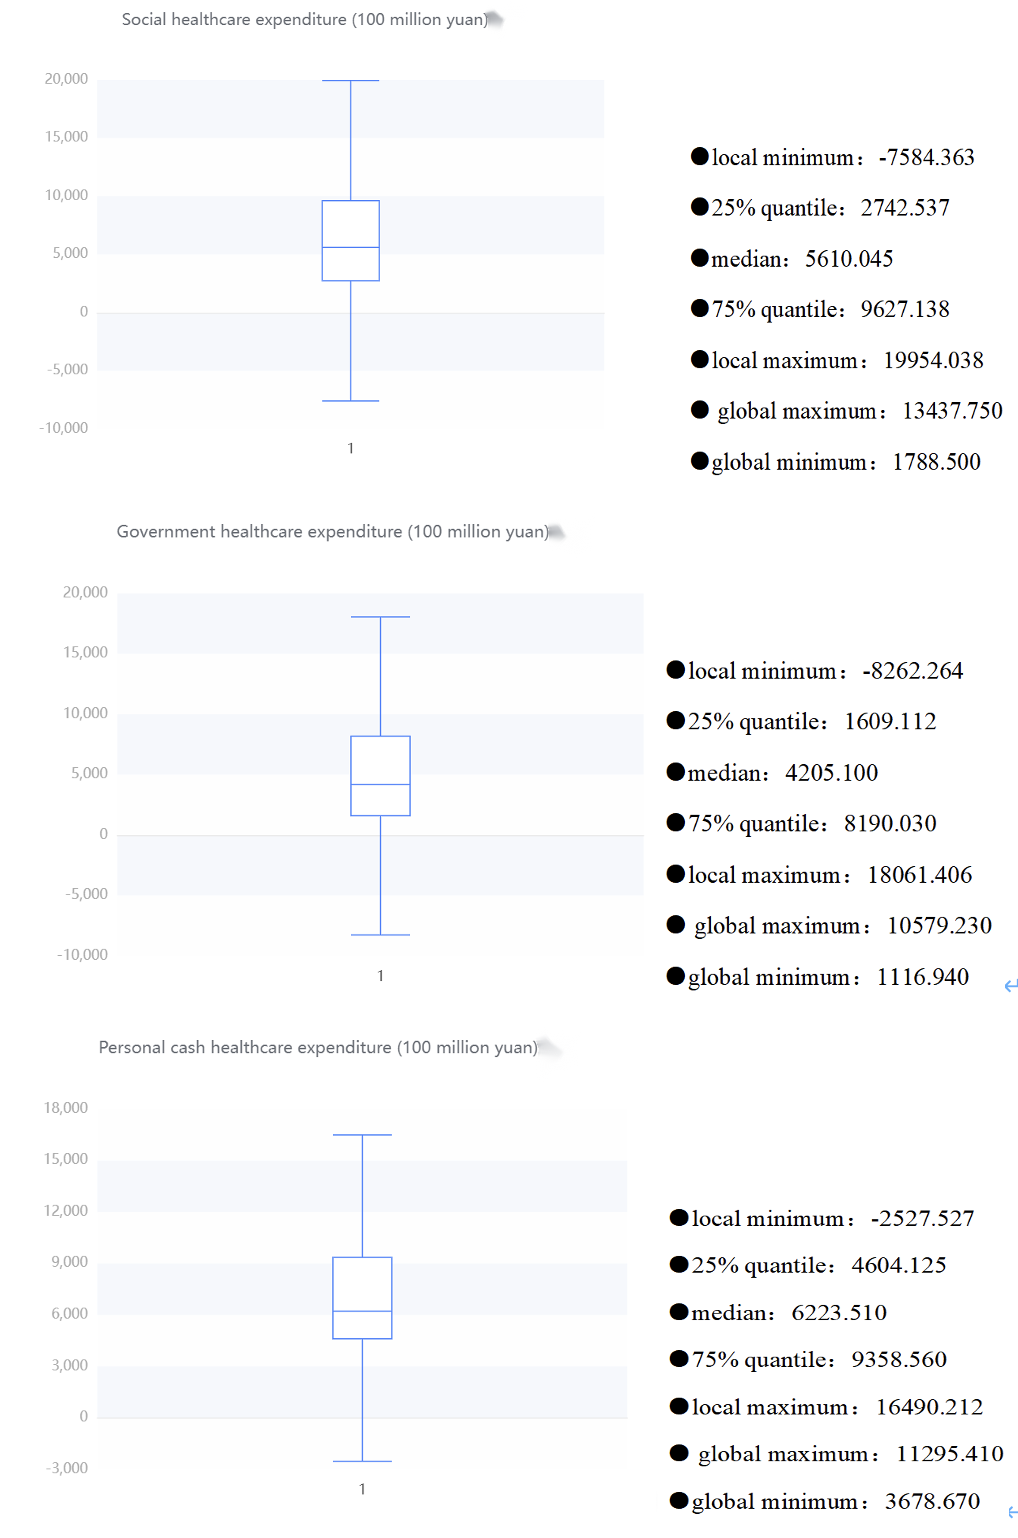 Social healthcare expenditure (100 million yuan)
20,000
15,000
10,000
5,000
0
-5,000
-10,000
1
●local minimum：-7584.363
●25% quantile：2742.537
●median：5610.045
●75% quantile：9627.138
●local maximum：19954.038
● global maximum：13437.750
●global minimum：1788.500
Government healthcare expenditure (100 million yuan)
20,000
15,000
10,000
5,000
0
-5,000
-10,000
1
●local minimum：-8262.264
●25% quantile：1609.112
●median：4205.100
●75% quantile：8190.030
●local maximum：18061.406
● global maximum：10579.230
●global minimum：1116.940
Personal cash healthcare expenditure (100 million yuan)
18,000
15,000
12,000
9,000
6,000
3,000
0
-3,000
1
●local minimum：-2527.527
●25% quantile：4604.125
●median：6223.510
●75% quantile：9358.560
●local maximum：16490.212
● global maximum：11295.410
●global minimum：3678.670